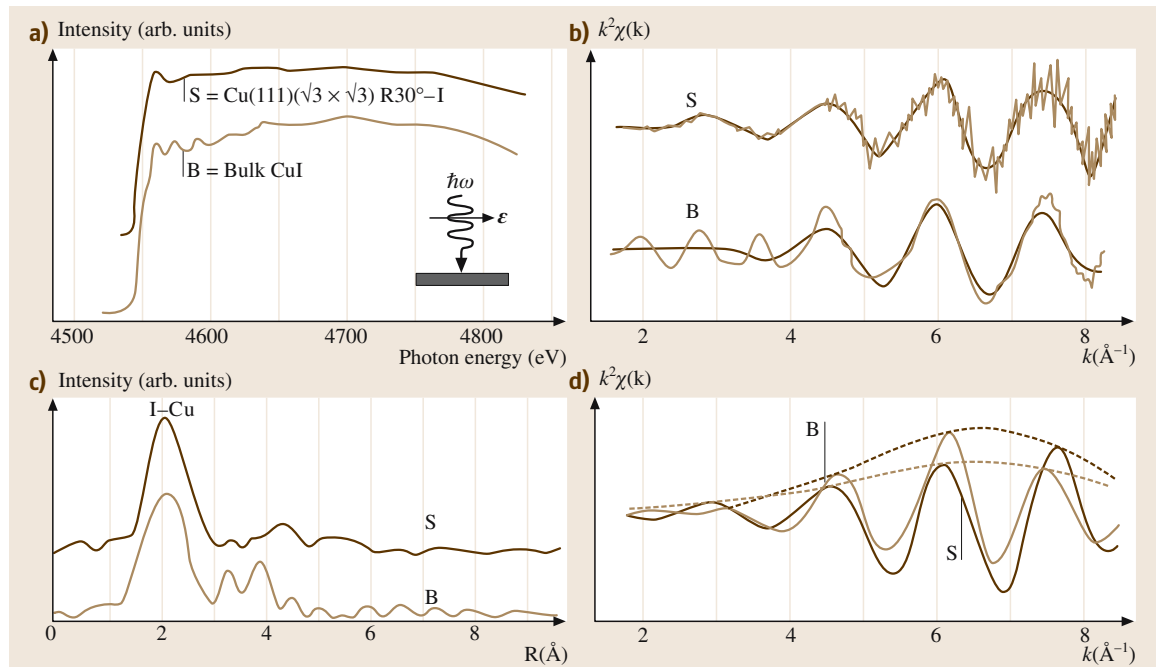 a) Intensity (arb. units)
S = Cu(111)(√3 × √3) R30°–I
B = Bulk CuI
ħω
ε
4500 4600 4700 4800
Photon energy (eV)
b) k²χ(k)
S
B
2 4 6 8
k(Å⁻¹)
c) Intensity (arb. units)
I–Cu
S
B
0 2 4 6 8
R(Å)
d) k²χ(k)
B
S
2 4 6 8
k(Å⁻¹)